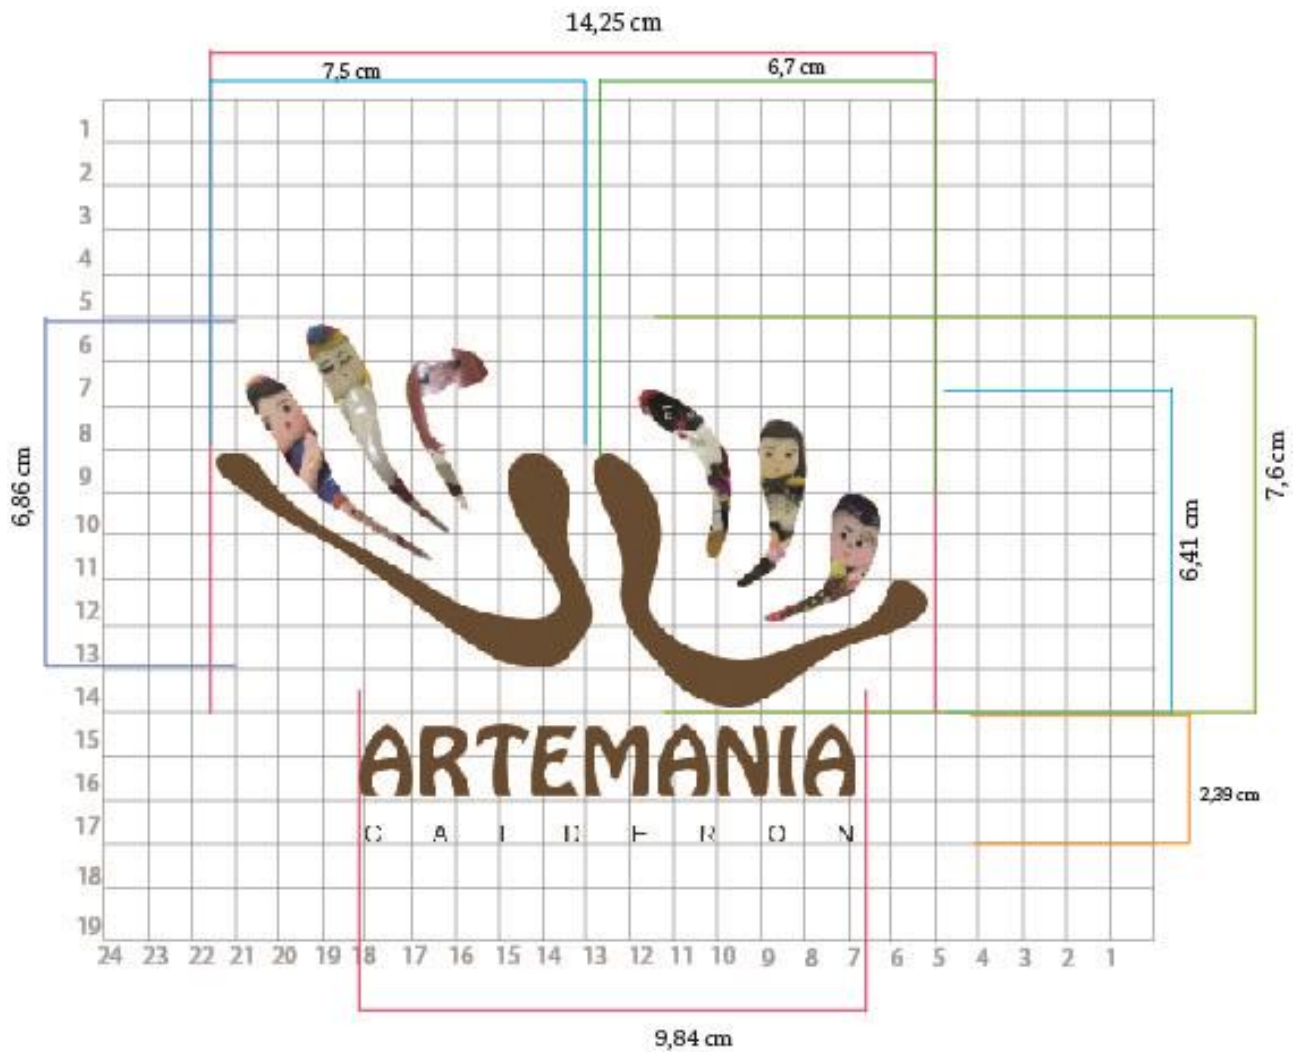 14,25 cm
7,5 cm 6,7 cm
1
2
3
4
5
6
7
8
9
10
11
12
13
14
15
16
17
18
19
6,86 cm
7,6 cm
6,41 cm
ARTEMANIA
2,39 cm
C A L D E R O N
24 23 22 21 20 19 18 17 16 15 14 13 12 11 10 9 8 7 6 5 4 3 2 1
9,84 cm